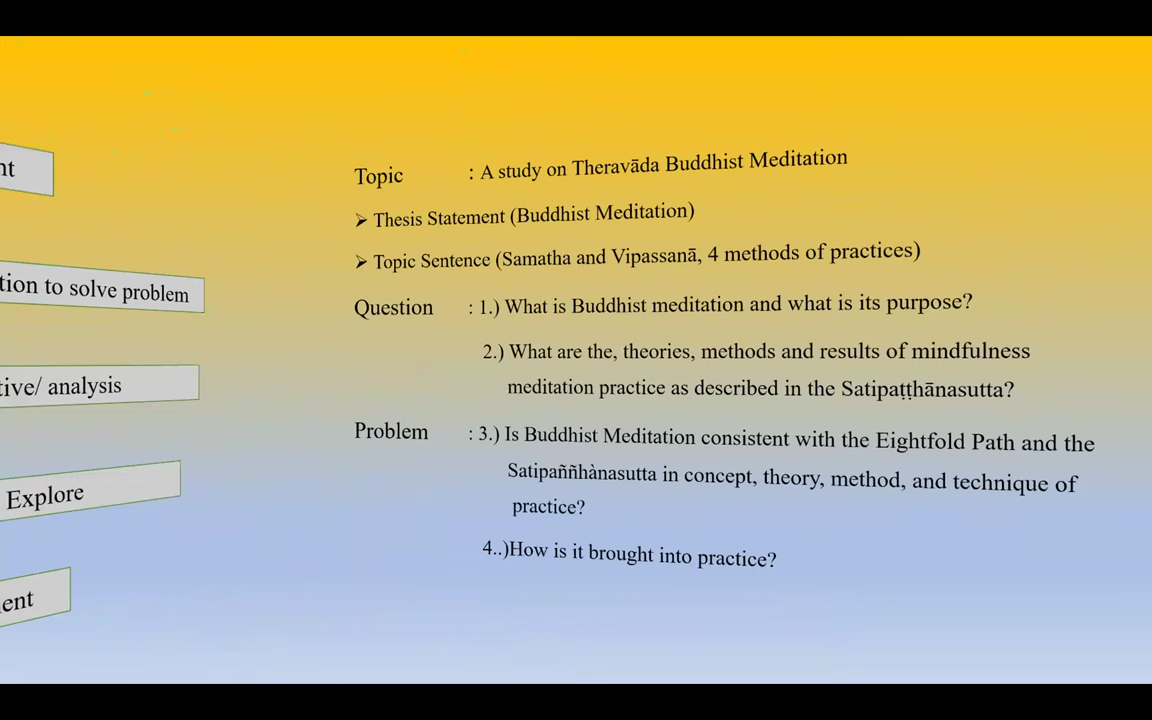 nt
tion to solve problem
tive/ analysis
Explore
ent
Topic : A study on Theravāda Buddhist Meditation
➢ Thesis Statement (Buddhist Meditation)
➢ Topic Sentence (Samatha and Vipassanā, 4 methods of practices)
Question : 1.) What is Buddhist meditation and what is its purpose?
2.) What are the, theories, methods and results of mindfulness
meditation practice as described in the Satipaṭṭhānasutta?
Problem : 3.) Is Buddhist Meditation consistent with the Eightfold Path and the
Satipaññhànasutta in concept, theory, method, and technique of
practice?
4..)How is it brought into practice?